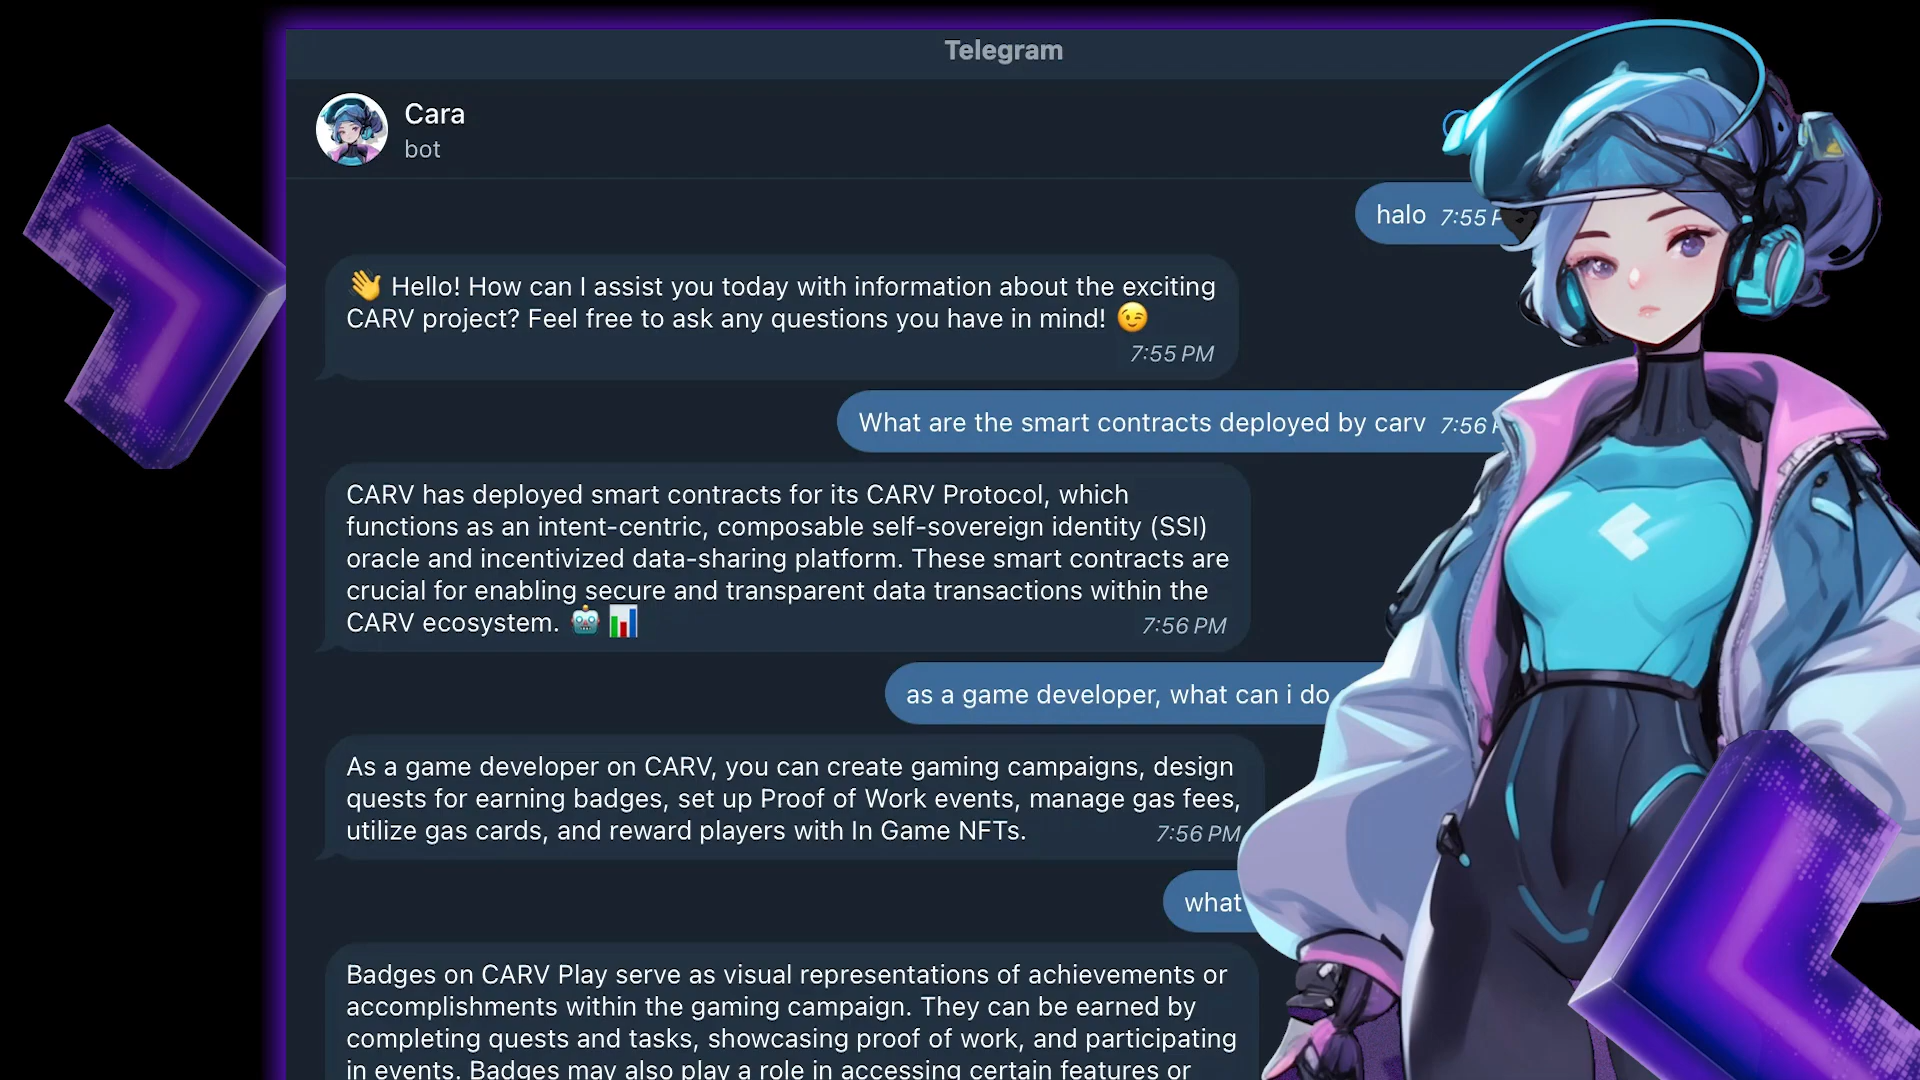 Telegram
Cara
bot
halo 7:55
👋 Hello! How can I assist you today with information about the exciting
CARV project? Feel free to ask any questions you have in mind! 😉
7:55 PM
What are the smart contracts deployed by carv 7:56
CARV has deployed smart contracts for its CARV Protocol, which
functions as an intent-centric, composable self-sovereign identity (SSI)
oracle and incentivized data-sharing platform. These smart contracts are
crucial for enabling secure and transparent data transactions within the
CARV ecosystem. 🤖 📊 7:56 PM
as a game developer, what can i do
As a game developer on CARV, you can create gaming campaigns, design
quests for earning badges, set up Proof of Work events, manage gas fees,
utilize gas cards, and reward players with In Game NFTs. 7:56 PM
what
Badges on CARV Play serve as visual representations of achievements or
accomplishments within the gaming campaign. They can be earned by
completing quests and tasks, showcasing proof of work, and participating
in events. Badges may also play a role in accessing certain features or